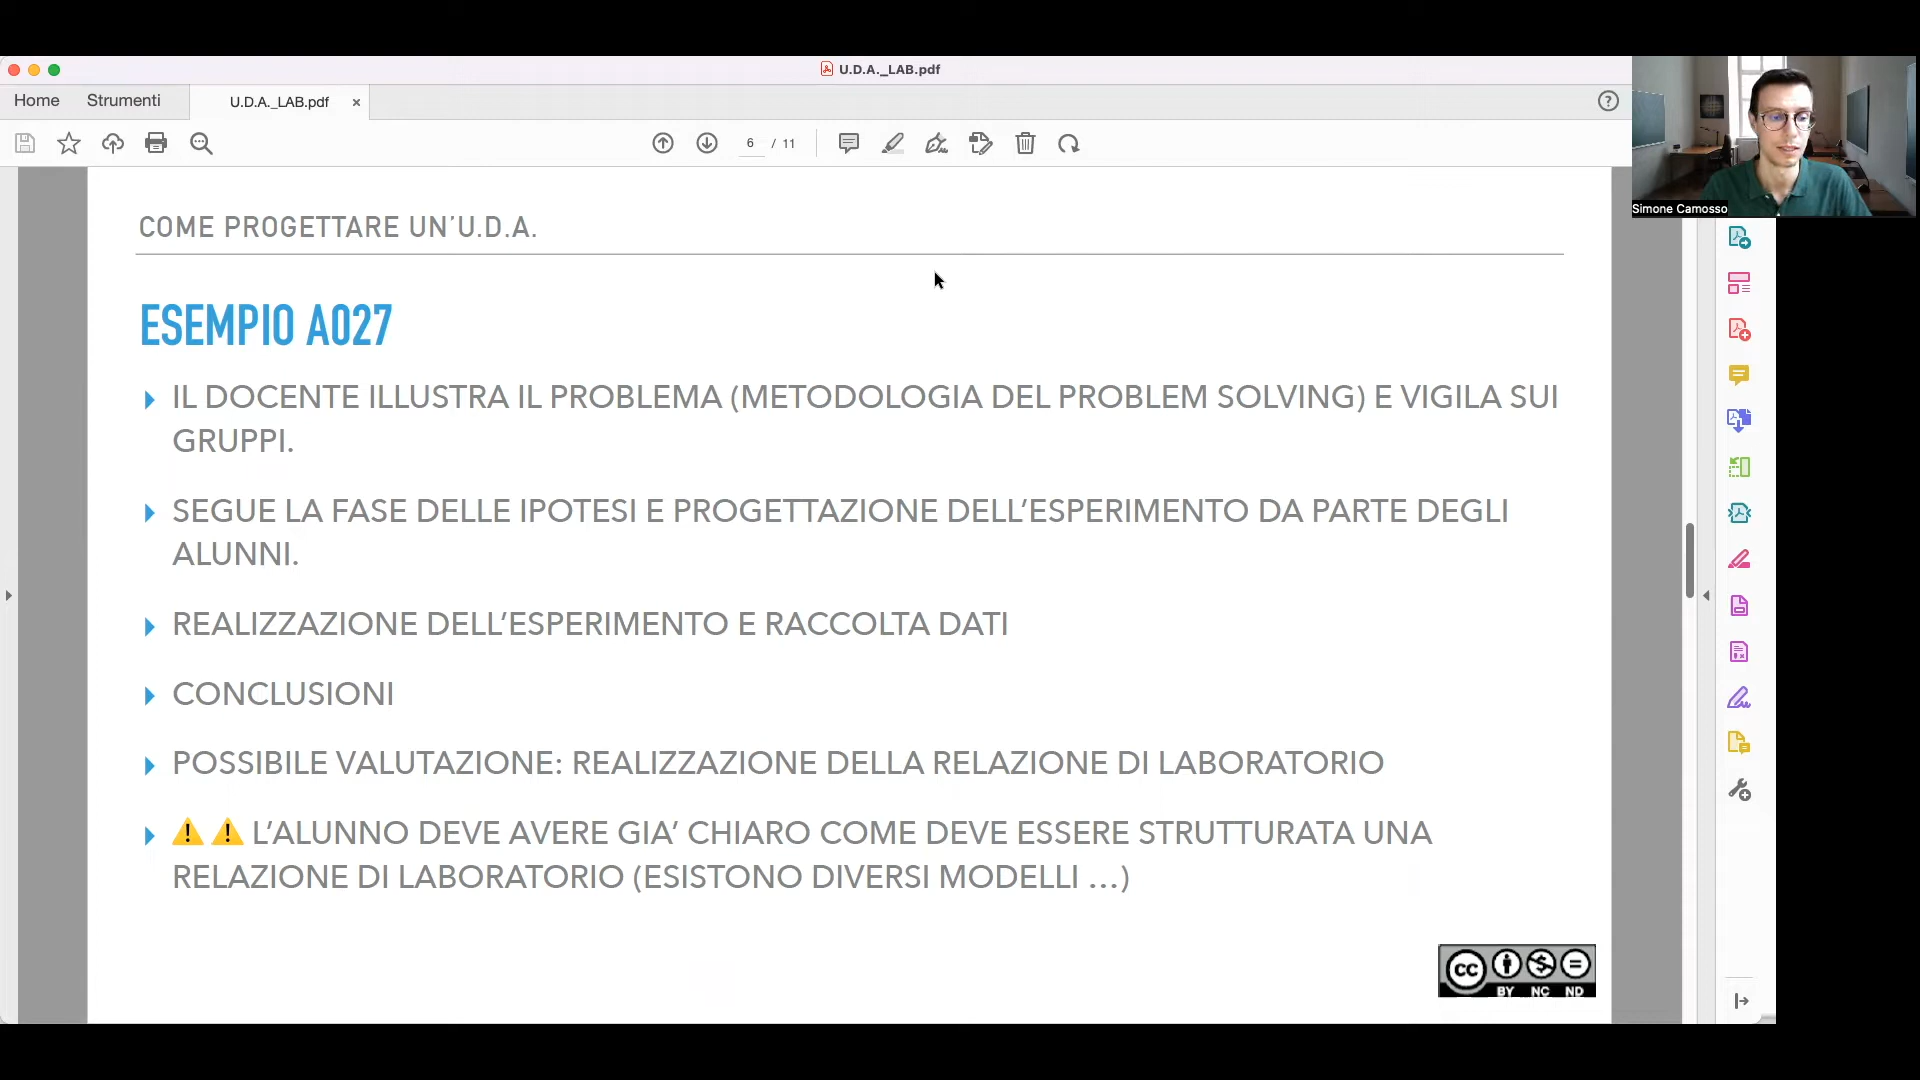 U.D.A._LAB.pdf
Home Strumenti U.D.A._LAB.pdf ×
6 / 11
Simone Camosso
COME PROGETTARE UN'U.D.A.
ESEMPIO A027
IL DOCENTE ILLUSTRA IL PROBLEMA (METODOLOGIA DEL PROBLEM SOLVING) E VIGILA SUI
GRUPPI.
SEGUE LA FASE DELLE IPOTESI E PROGETTAZIONE DELL'ESPERIMENTO DA PARTE DEGLI
ALUNNI.
REALIZZAZIONE DELL'ESPERIMENTO E RACCOLTA DATI
CONCLUSIONI
POSSIBILE VALUTAZIONE: REALIZZAZIONE DELLA RELAZIONE DI LABORATORIO
⚠️ ⚠️ L'ALUNNO DEVE AVERE GIA' CHIARO COME DEVE ESSERE STRUTTURATA UNA
RELAZIONE DI LABORATORIO (ESISTONO DIVERSI MODELLI …)
CC BY NC ND